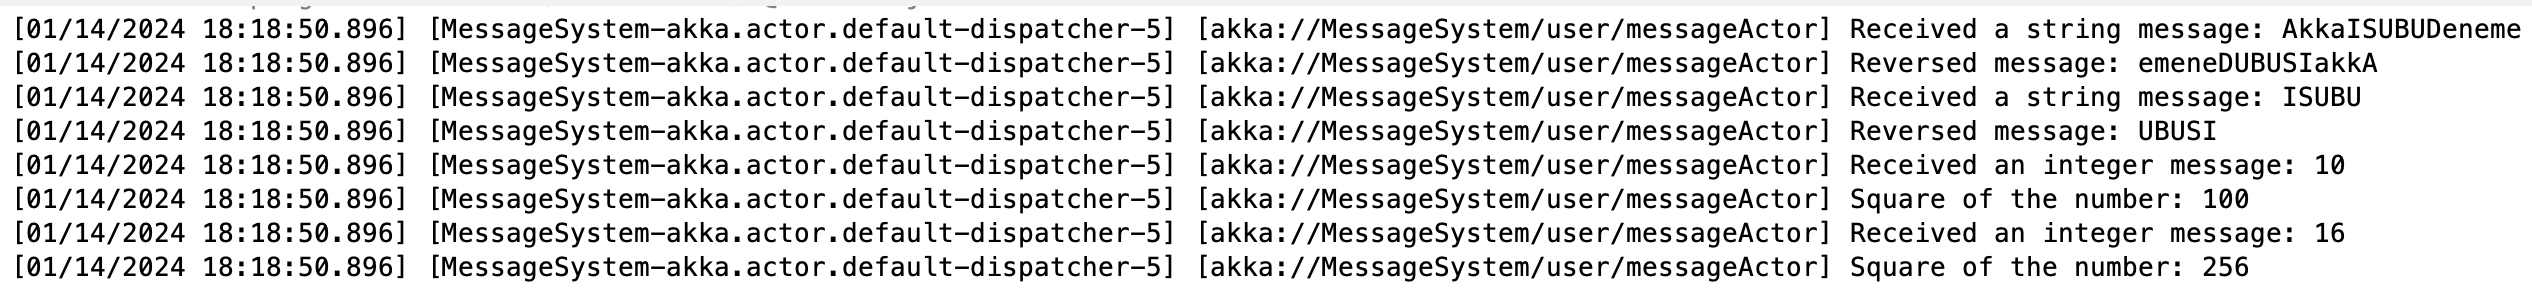 [01/14/2024 18:18:50.896] [MessageSystem-akka.actor.default-dispatcher-5] [akka://MessageSystem/user/messageActor] Received a string message: AkkaISUBUDeneme
[01/14/2024 18:18:50.896] [MessageSystem-akka.actor.default-dispatcher-5] [akka://MessageSystem/user/messageActor] Reversed message: emeneDUBUSIakkA
[01/14/2024 18:18:50.896] [MessageSystem-akka.actor.default-dispatcher-5] [akka://MessageSystem/user/messageActor] Received a string message: ISUBU
[01/14/2024 18:18:50.896] [MessageSystem-akka.actor.default-dispatcher-5] [akka://MessageSystem/user/messageActor] Reversed message: UBUSI
[01/14/2024 18:18:50.896] [MessageSystem-akka.actor.default-dispatcher-5] [akka://MessageSystem/user/messageActor] Received an integer message: 10
[01/14/2024 18:18:50.896] [MessageSystem-akka.actor.default-dispatcher-5] [akka://MessageSystem/user/messageActor] Square of the number: 100
[01/14/2024 18:18:50.896] [MessageSystem-akka.actor.default-dispatcher-5] [akka://MessageSystem/user/messageActor] Received an integer message: 16
[01/14/2024 18:18:50.896] [MessageSystem-akka.actor.default-dispatcher-5] [akka://MessageSystem/user/messageActor] Square of the number: 256